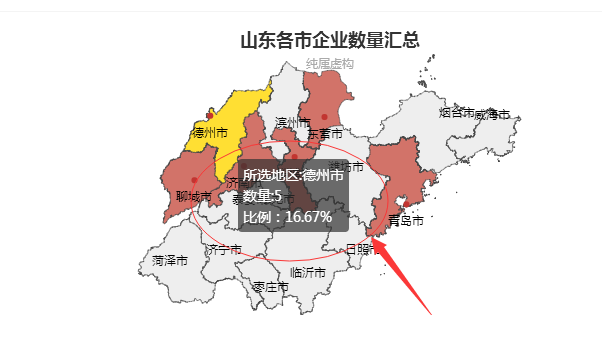 山东各市企业数量汇总
纯属虚构
烟台市
威海市
滨州市
德州市
东营市
潍坊市
所选地区:德州市
济
聊城市
数量:5
泰
市
比例：16.67%
青岛市
日照市
济宁市
菏泽市
临沂市
枣庄市